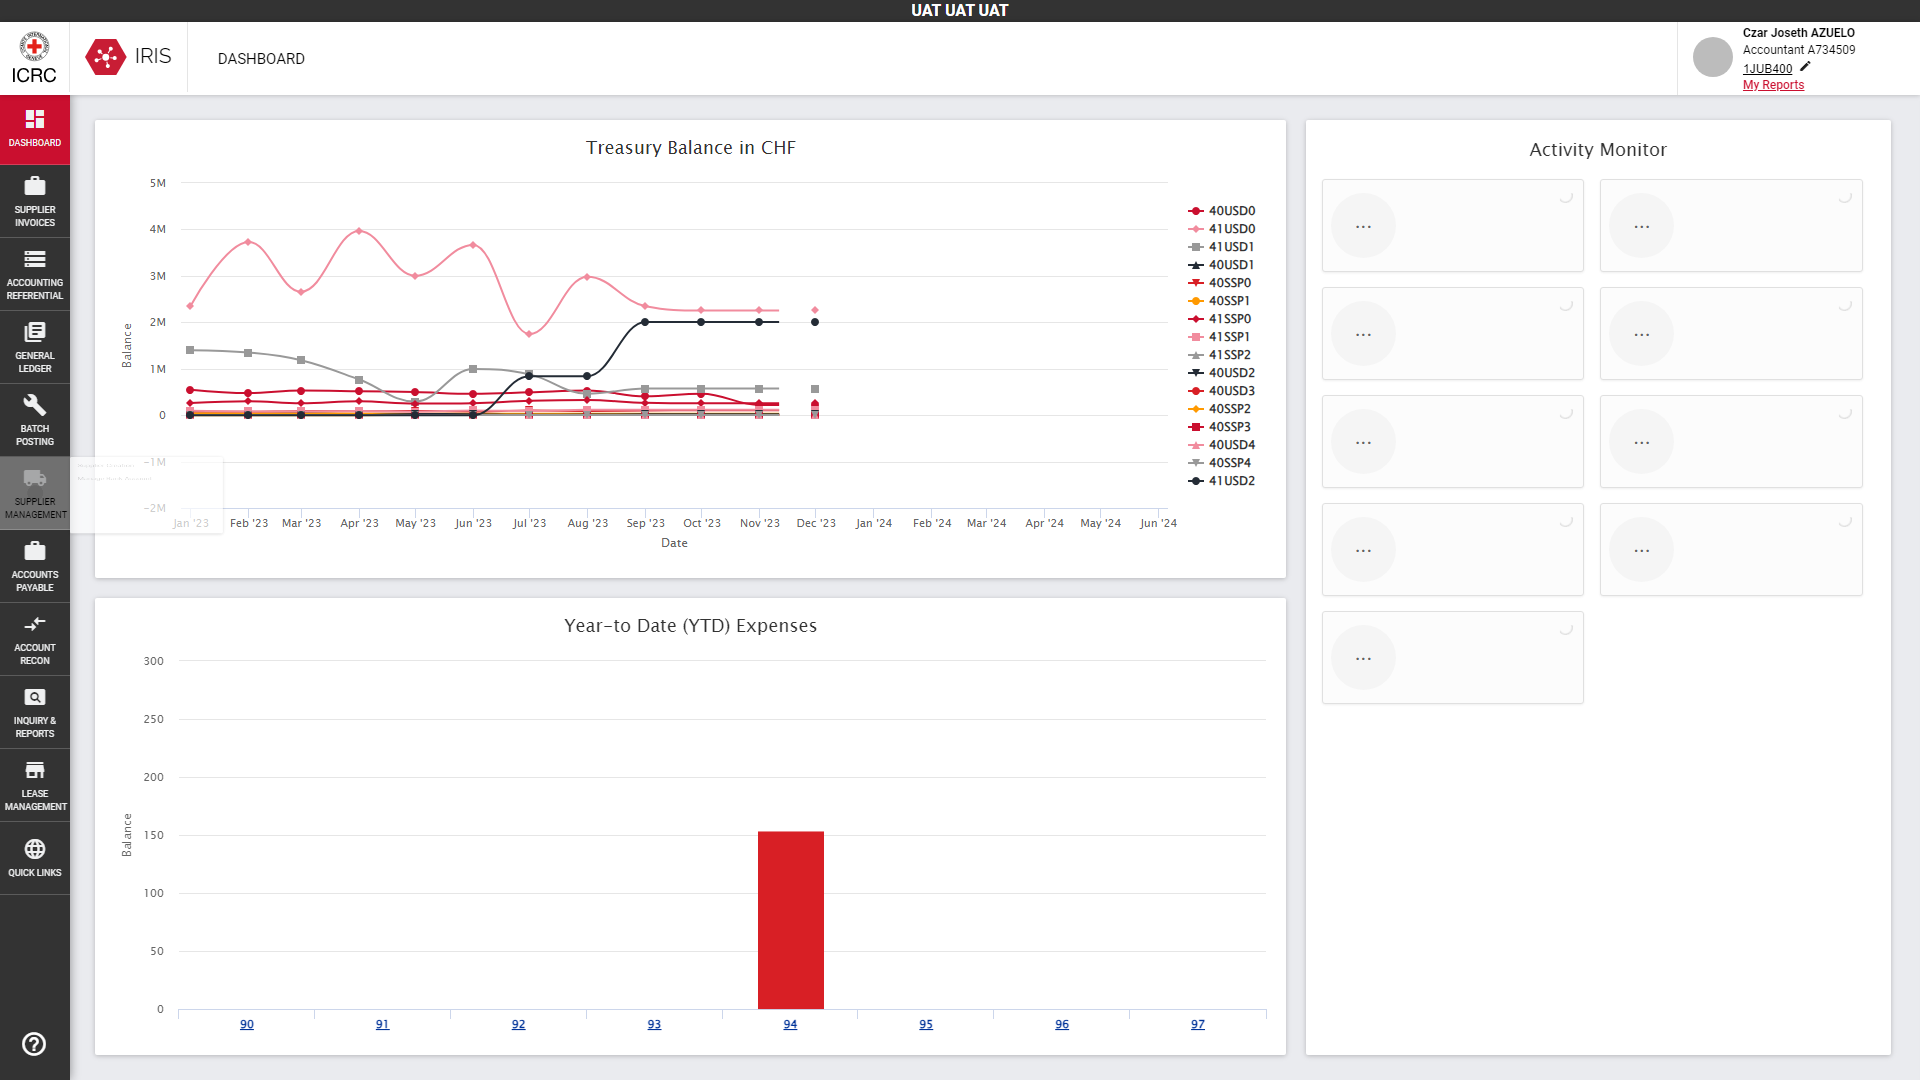 UAT UAT UAT
ICRC
IRIS
DASHBOARD
Czar Joseth AZUELO
Accountant A734509
1JUB400
My Reports
DASHBOARD
SUPPLIER
INVOICES
ACCOUNTING
REFERENTIAL
GENERAL
LEDGER
BATCH
POSTING
SUPPLIER
MANAGEMENT
ACCOUNTS
PAYABLE
ACCOUNT
RECON
INQUIRY &
REPORTS
LEASE
MANAGEMENT
QUICK LINKS
Treasury Balance in CHF
5M
4M
3M
2M
1M
0
-1M
-2M
Balance
Jan '23 Feb '23 Mar '23 Apr '23 May '23 Jun '23 Jul '23 Aug '23 Sep '23 Oct '23 Nov '23 Dec '23 Jan '24 Feb '24 Mar '24 Apr '24 May '24 Jun '24
Date
40USD0
41USD0
41USD1
40USD1
40SSP0
40SSP1
41SSP0
41SSP1
41SSP2
40USD2
40USD3
40SSP2
40SSP3
40USD4
40SSP4
41USD2
Year-to Date (YTD) Expenses
300
250
200
150
100
50
0
Balance
90 91 92 93 94 95 96 97
Activity Monitor
... ...
... ...
... ...
... ...
...